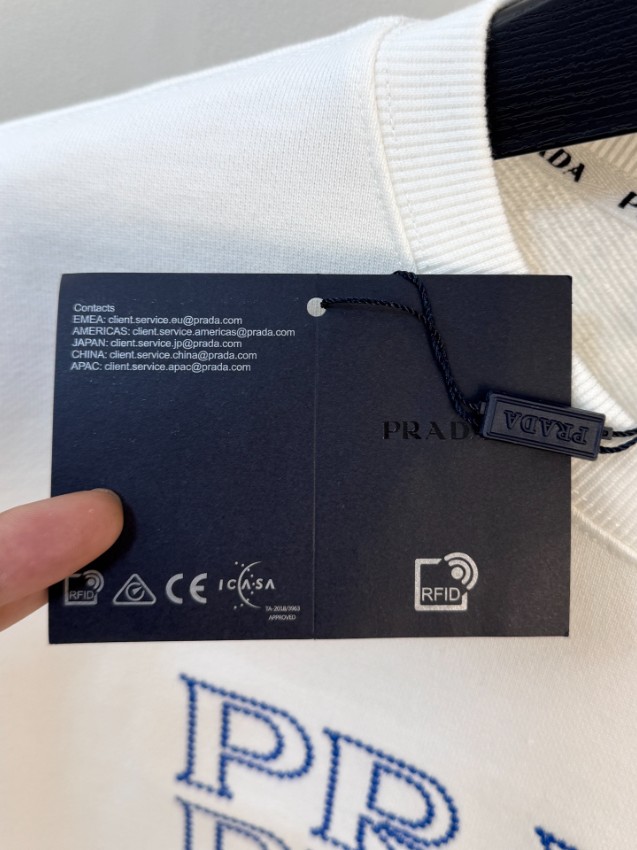 PRADA
P
Contacts
EMEA: client.service.eu@prada.com
AMERICAS: client.service.americas@prada.com
JAPAN: client.service.jp@prada.com
CHINA: client.service.china@prada.com
APAC: client.service.apac@prada.com
PRADA
PRADA
RFID
CE
ICASA
TA-2018/3963
APPROVED
RFID
PR